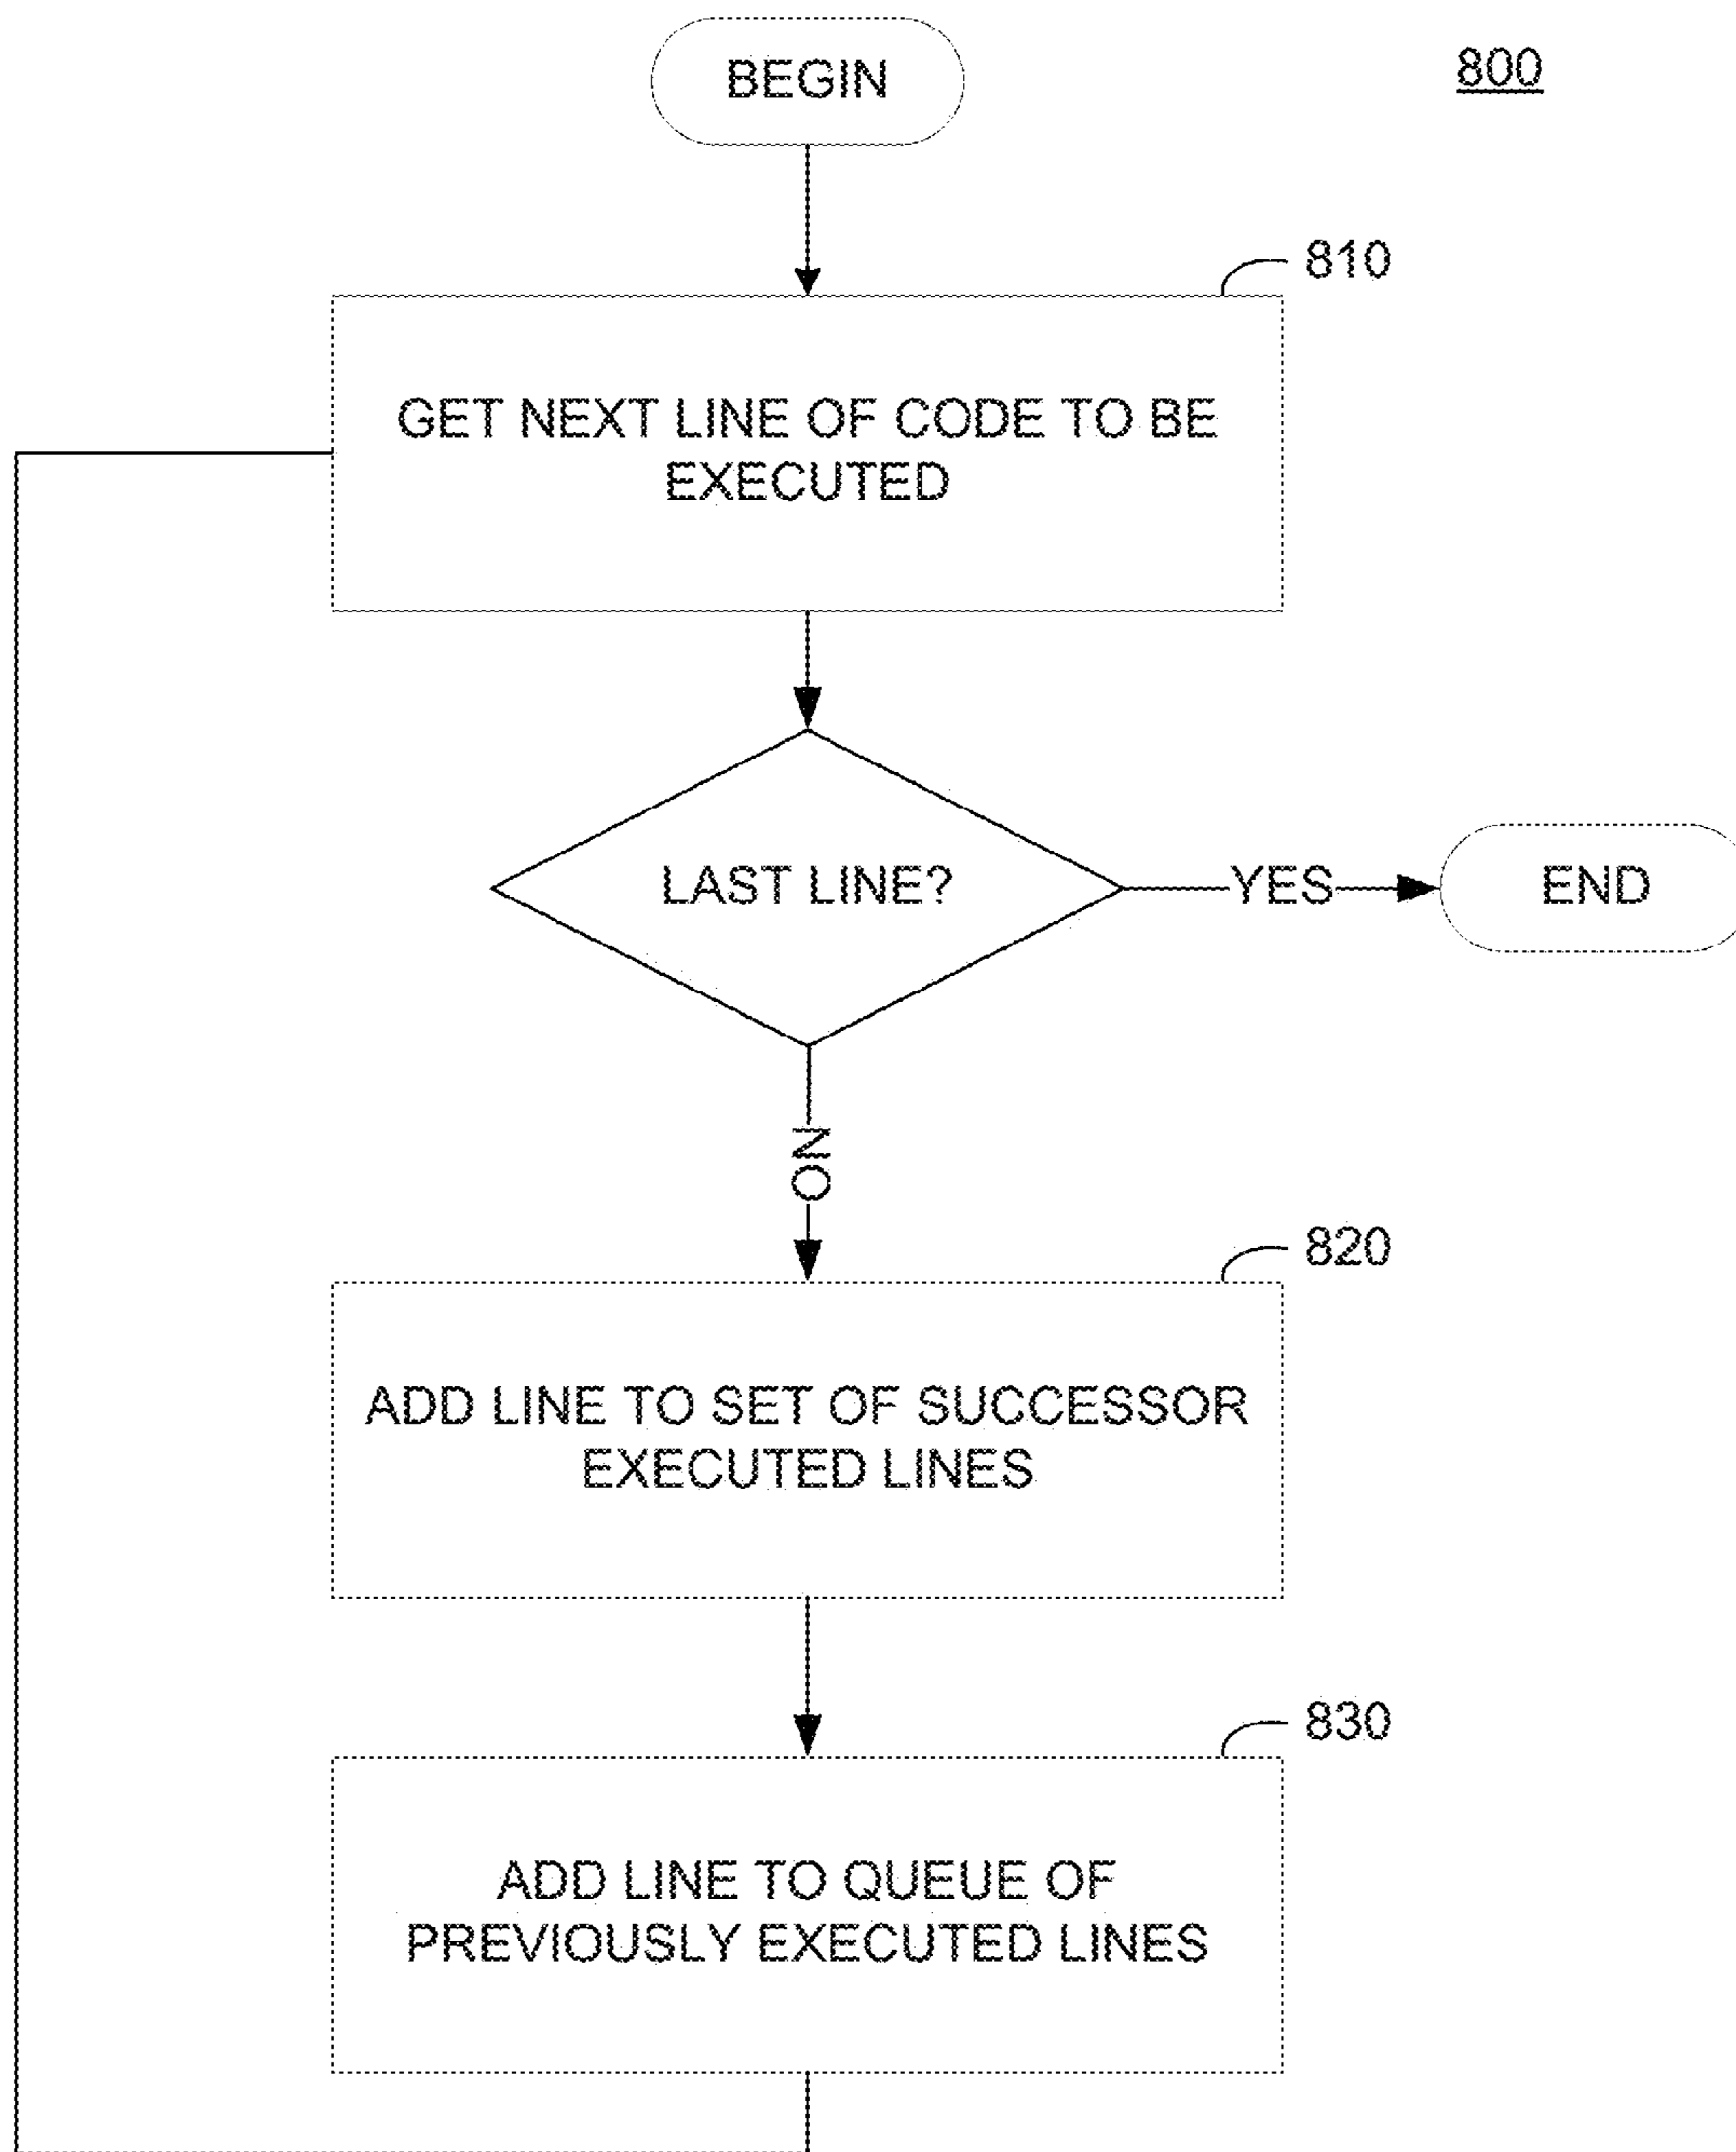 BEGIN
800
810
GET NEXT LINE OF CODE TO BE
EXECUTED
LAST LINE?
YES
END
NO
820
ADD LINE TO SET OF SUCCESSOR
EXECUTED LINES
830
ADD LINE TO QUEUE OF
PREVIOUSLY EXECUTED LINES